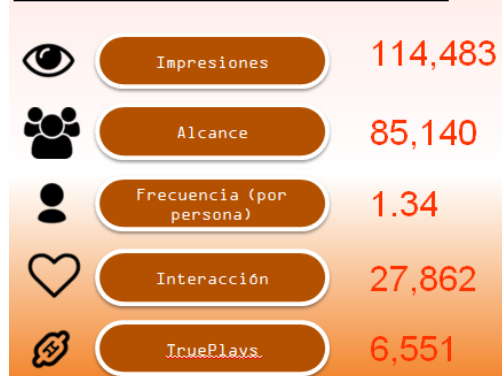 Impresiones 114,483
Alcance 85,140
Frecuencia (por
persona) 1.34
Interacción 27,862
TruePlays 6,551